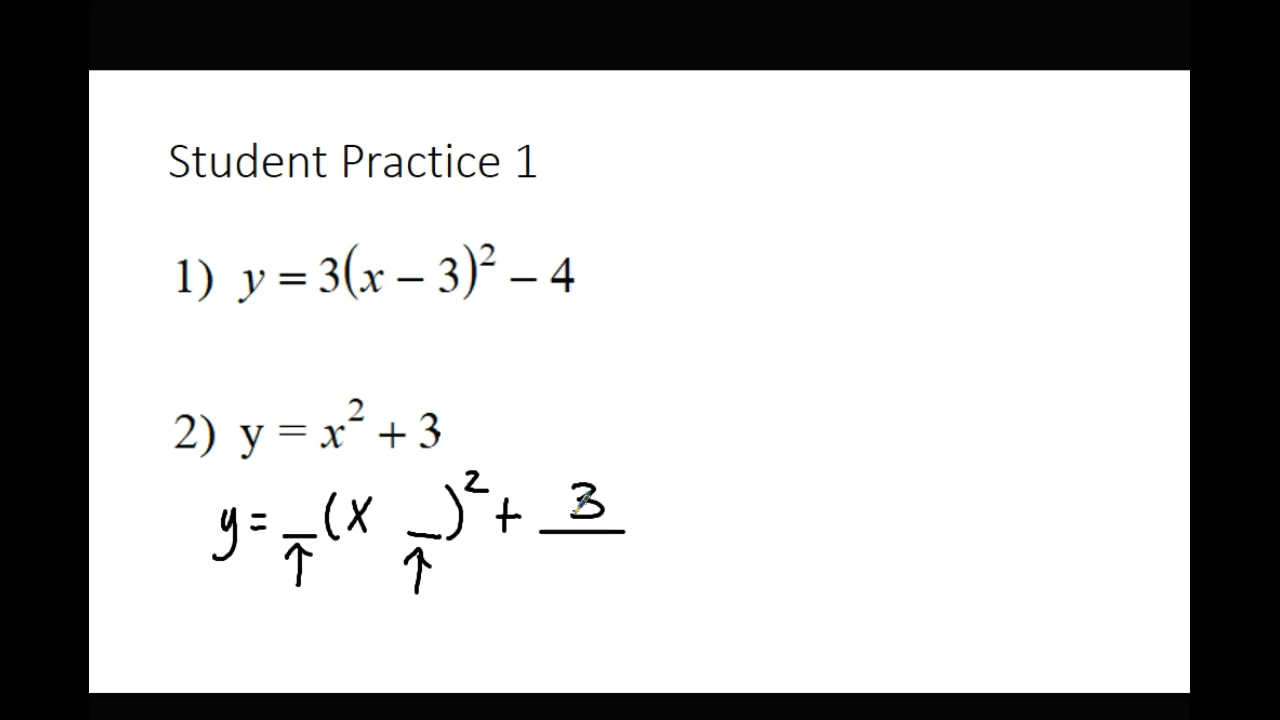 Student Practice 1
1) y = 3(x − 3)² − 4
2) y = x² + 3
y = _(x _)² + 3